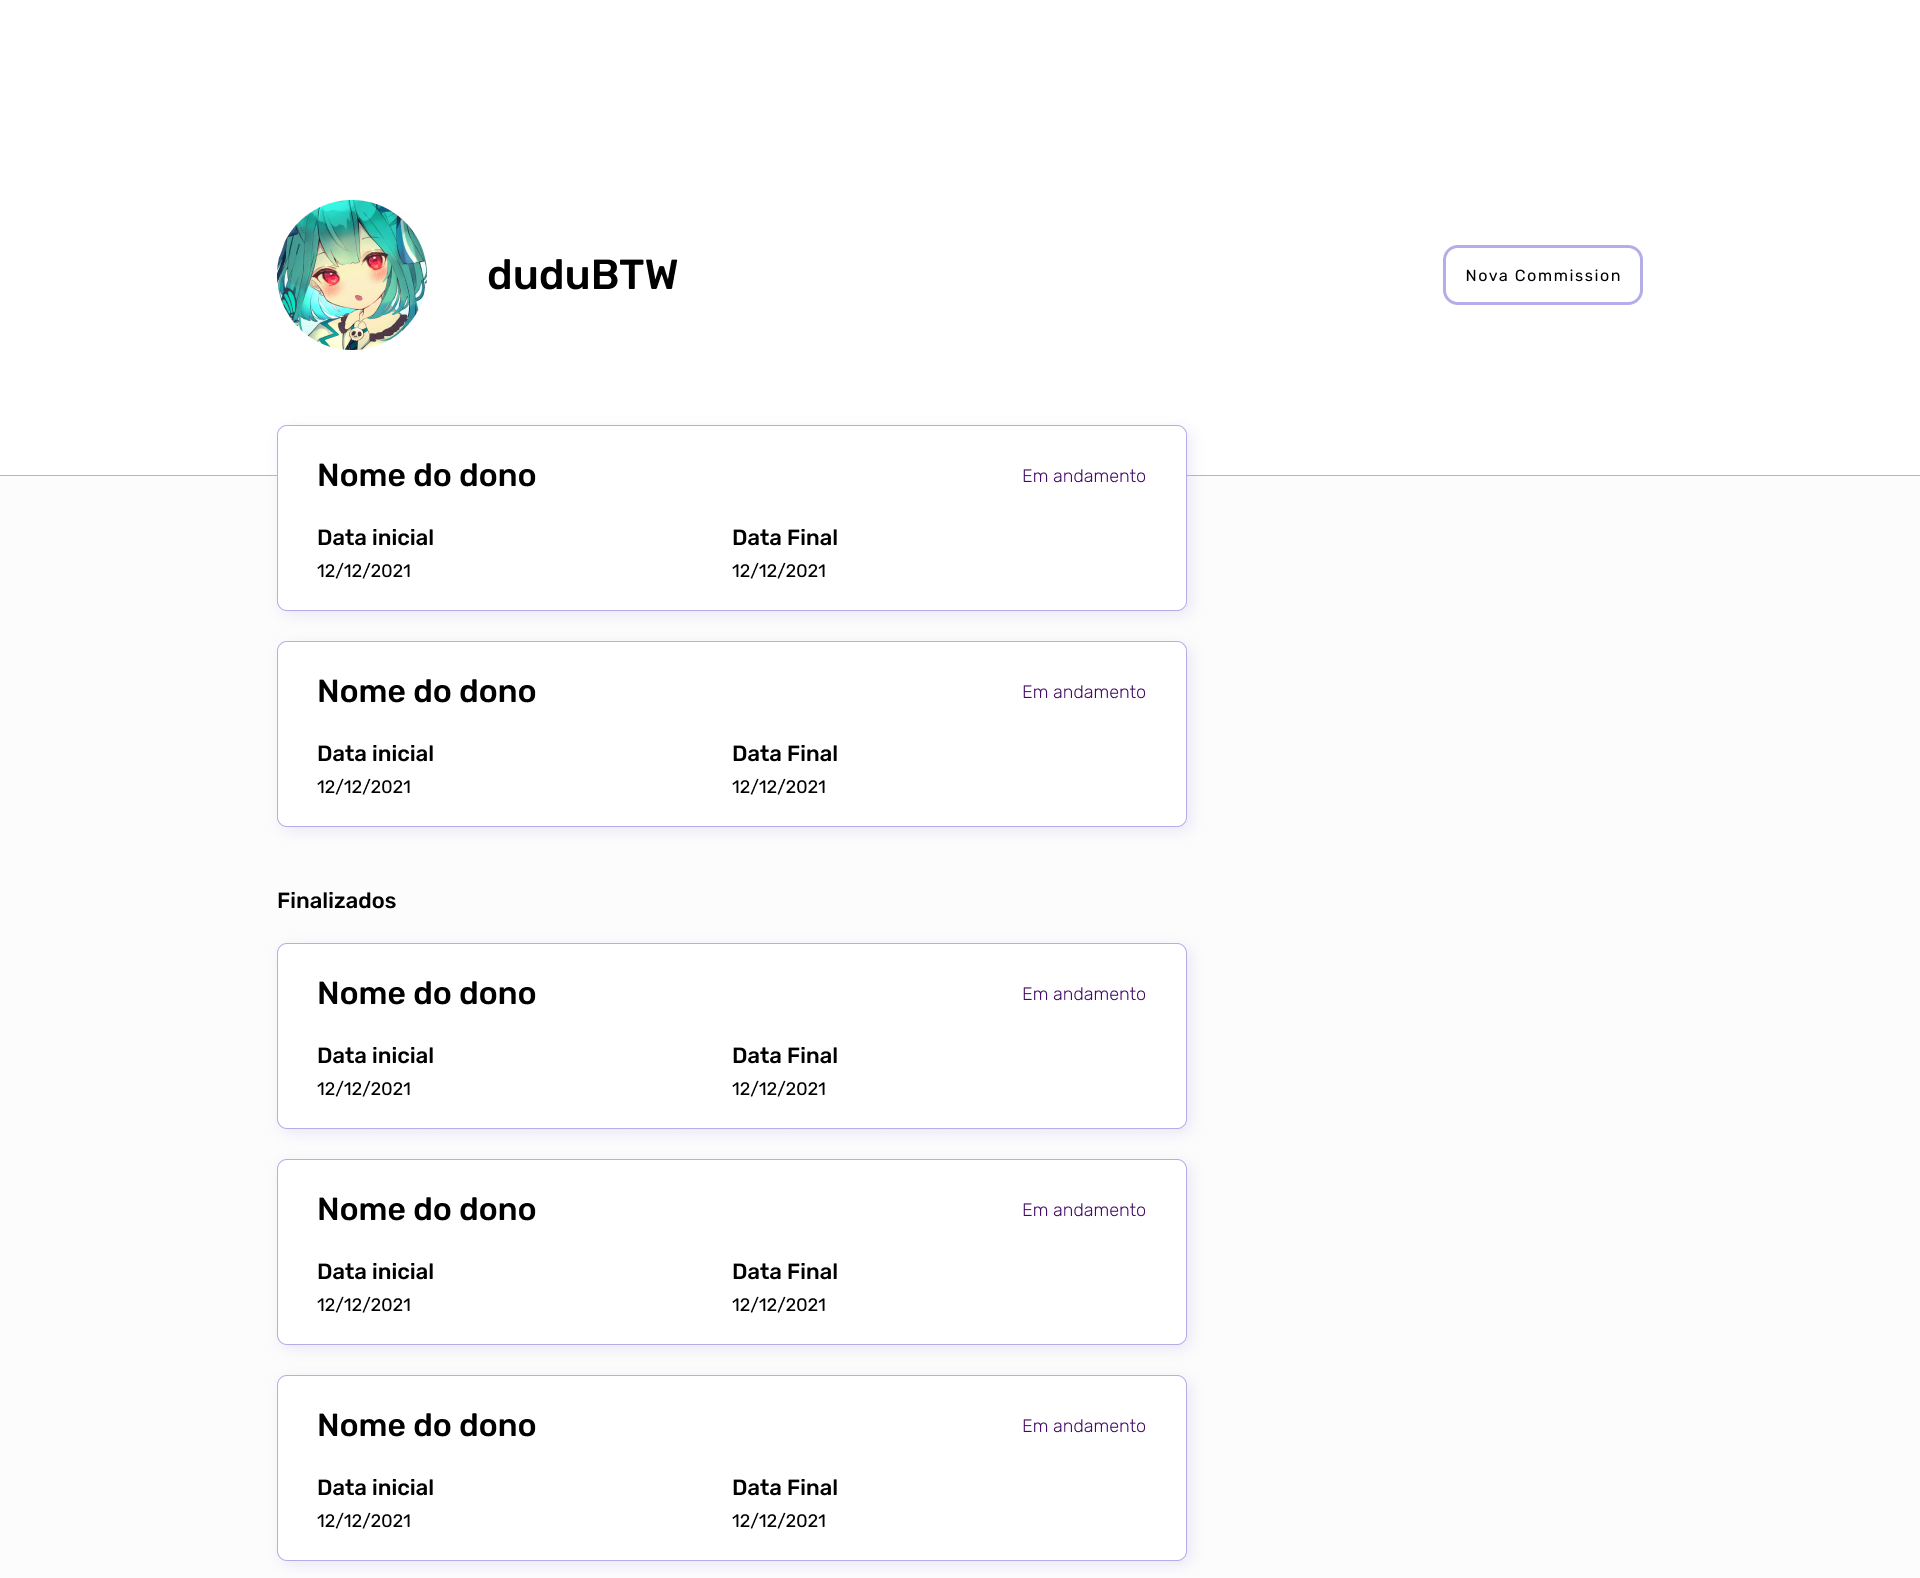 duduBTW
Nova Commission
Nome do dono
Em andamento
Data inicial
Data Final
12/12/2021
12/12/2021
Nome do dono
Em andamento
Data inicial
Data Final
12/12/2021
12/12/2021
Finalizados
Nome do dono
Em andamento
Data inicial
Data Final
12/12/2021
12/12/2021
Nome do dono
Em andamento
Data inicial
Data Final
12/12/2021
12/12/2021
Nome do dono
Em andamento
Data inicial
Data Final
12/12/2021
12/12/2021